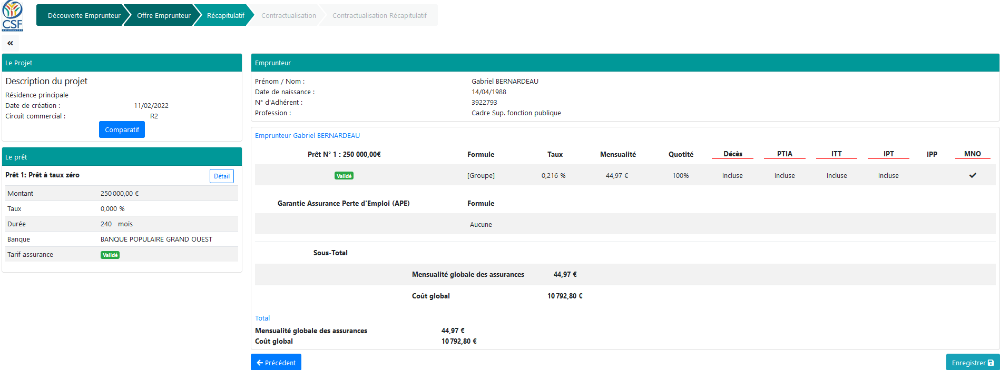 CSF
ASSURANCES
Découverte Emprunteur
Offre Emprunteur
Récapitulatif
Contractualisation
Contractualisation Récapitulatif
«
Le Projet
Description du projet
Résidence principale
Date de création : 11/02/2022
Circuit commercial : R2
Comparatif
Le prêt
Prêt 1: Prêt à taux zéro Détail
Montant 250 000,00 €
Taux 0,000 %
Durée 240 mois
Banque BANQUE POPULAIRE GRAND OUEST
Tarif assurance Validé
Emprunteur
Prénom / Nom : Gabriel BERNARDEAU
Date de naissance : 14/04/1988
N° d'Adhérent : 3922793
Profession : Cadre Sup. fonction publique
Emprunteur Gabriel BERNARDEAU
Prêt N° 1 : 250 000,00€ Formule Taux Mensualité Quotité Décès PTIA ITT IPT IPP MNO
Validé [Groupe] 0,216 % 44,97 € 100% Incluse Incluse Incluse Incluse
Garantie Assurance Perte d'Emploi (APE) Formule
Aucune
Sous-Total
Mensualité globale des assurances 44,97 €
Coût global 10 792,80 €
Total
Mensualité globale des assurances 44,97 €
Coût global 10 792,80 €
Précédent
Enregistrer